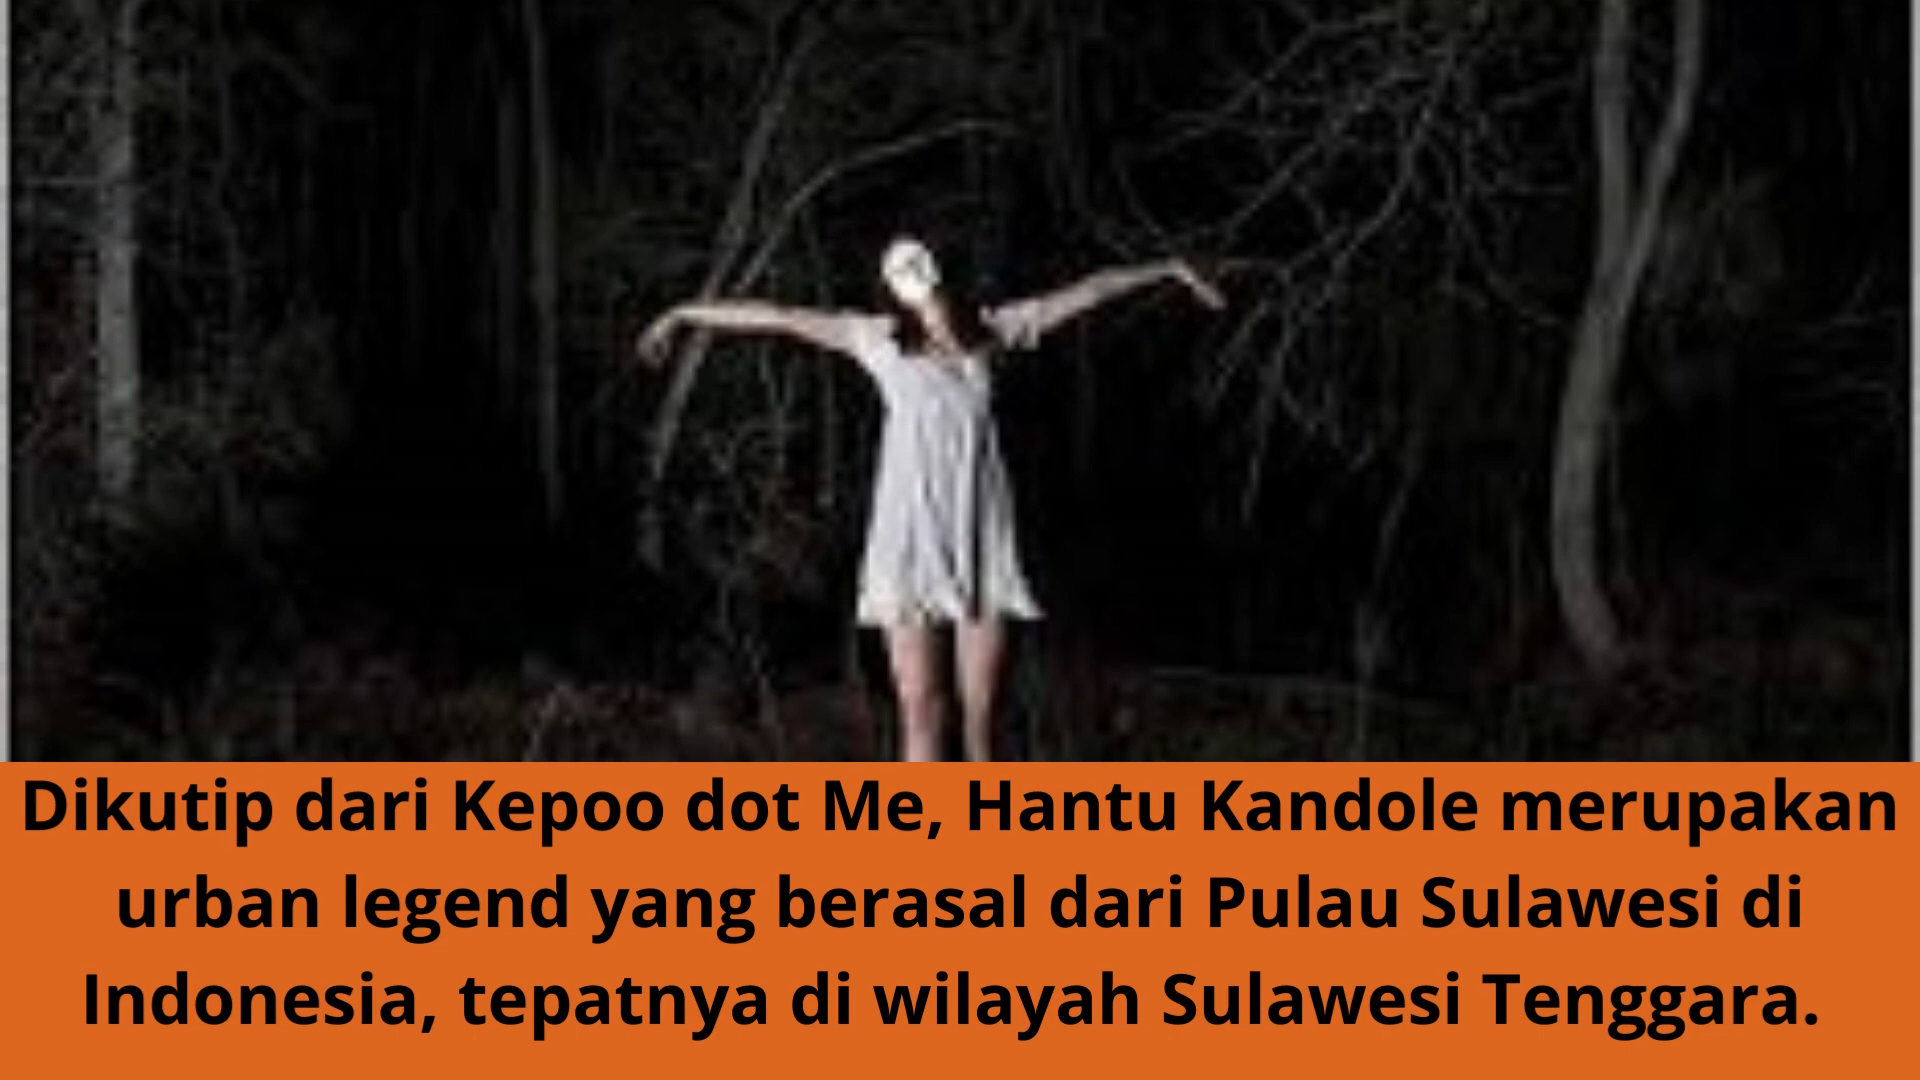 Dikutip dari Kepoo dot Me, Hantu Kandole merupakan
urban legend yang berasal dari Pulau Sulawesi di
Indonesia, tepatnya di wilayah Sulawesi Tenggara.